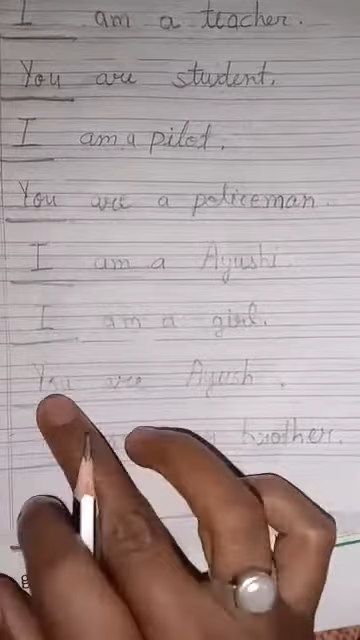 I am a teacher.
You are student.
I am a pilot.
You are a policeman.
I am a Ayushi.
I am a girl.
You are Ayush.
brother.